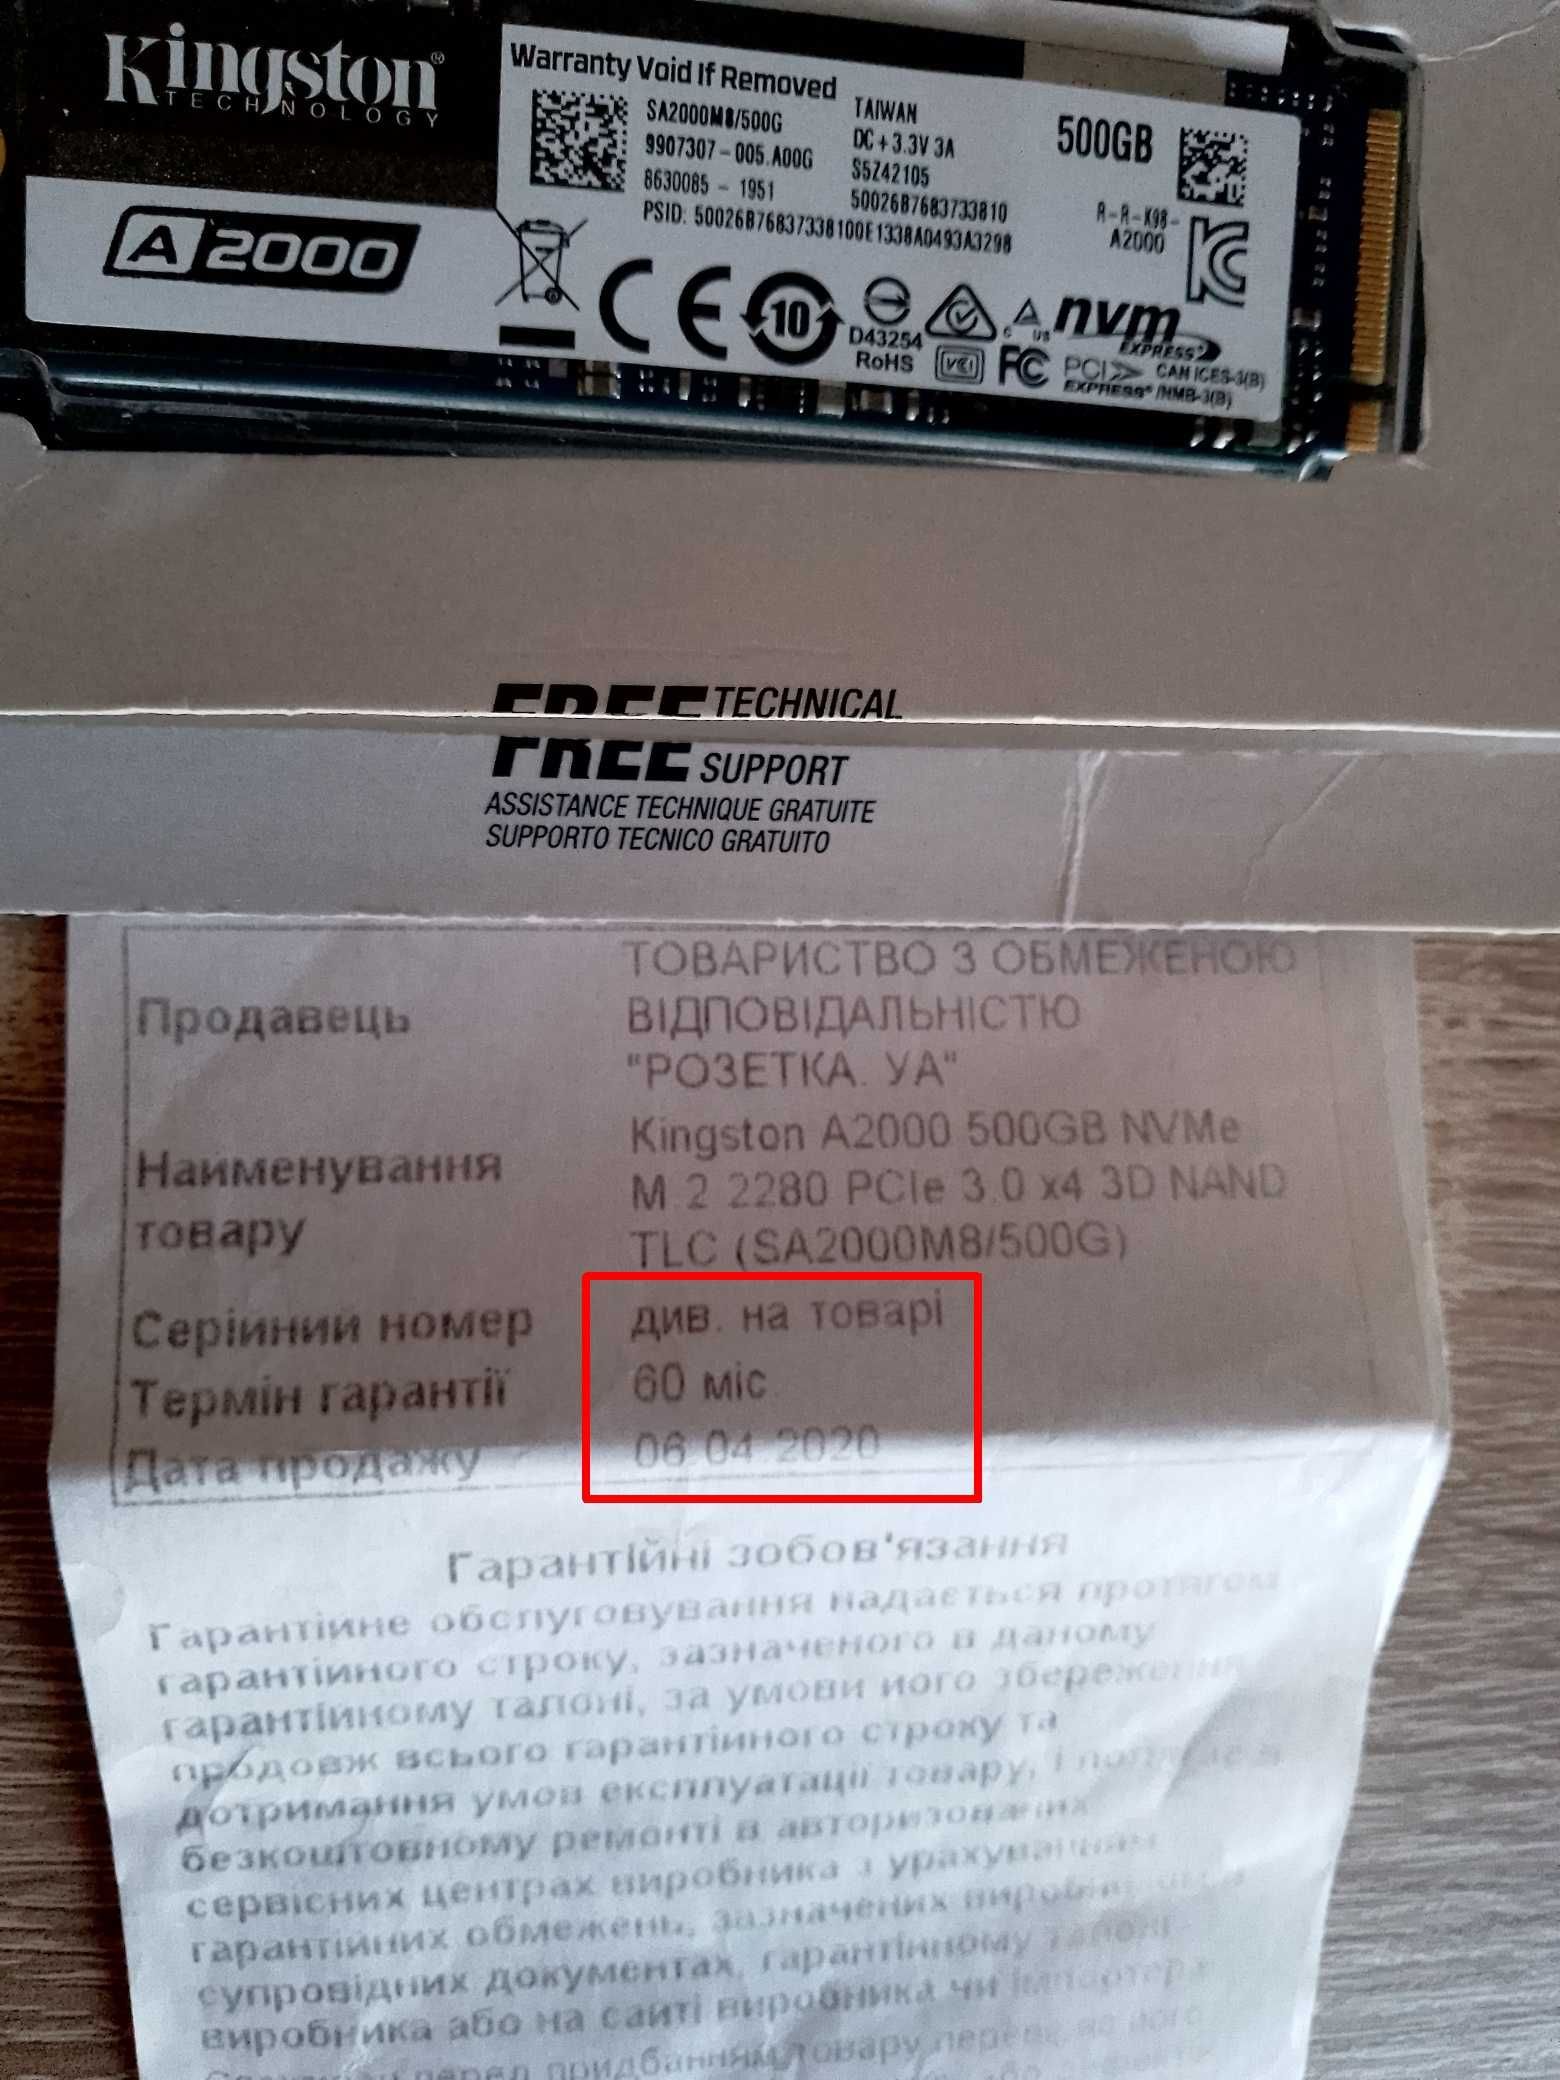 Kingston®
TECHNOLOGY
A2000
Warranty Void If Removed
SA2000M8/500G
9907307-005.A00G
8630085 - 1951
TAIWAN
DC+3.3V 3A
S5Z42105
50026B7683733810
PSID: 50026B76837338100E1338A0493A3298
500GB
R-R-K98-
A2000
10
D43254
RoHS
VCI
FC
c us
nvm
EXPRESS
PCI
EXPRESS®
CAN ICES-3(B)
/NMB-3(B)
FREE TECHNICAL
FREE SUPPORT
ASSISTANCE TECHNIQUE GRATUITE
SUPPORTO TECNICO GRATUITO
Продавець
ТОВАРИСТВО З ОБМЕЖЕНОЮ
ВІДПОВІДАЛЬНІСТЮ
"РОЗЕТКА. УА"
Найменування
товару
Kingston A2000 500GB NVMe
M.2 2280 PCIe 3.0 x4 3D NAND
TLC (SA2000M8/500G)
Серійний номер див. на товарі
Термін гарантії 60 міс
Дата продажу 06.04.2020
Гарантійні зобов'язання
Гарантійне обслуговування надається протягом
гарантійного строку, зазначеного в даному
гарантійному талоні, за умови його збереження
продовж всього гарантійного строку та
дотримання умов експлуатації товару, і
безкоштовному ремонті в авторизованих
сервісних центрах виробника з урахуванням
гарантійних обмежень, зазначених виробником
супровідних документах, гарантійному талоні
виробника або на сайті виробника чи імпортера
перед придбанням товару